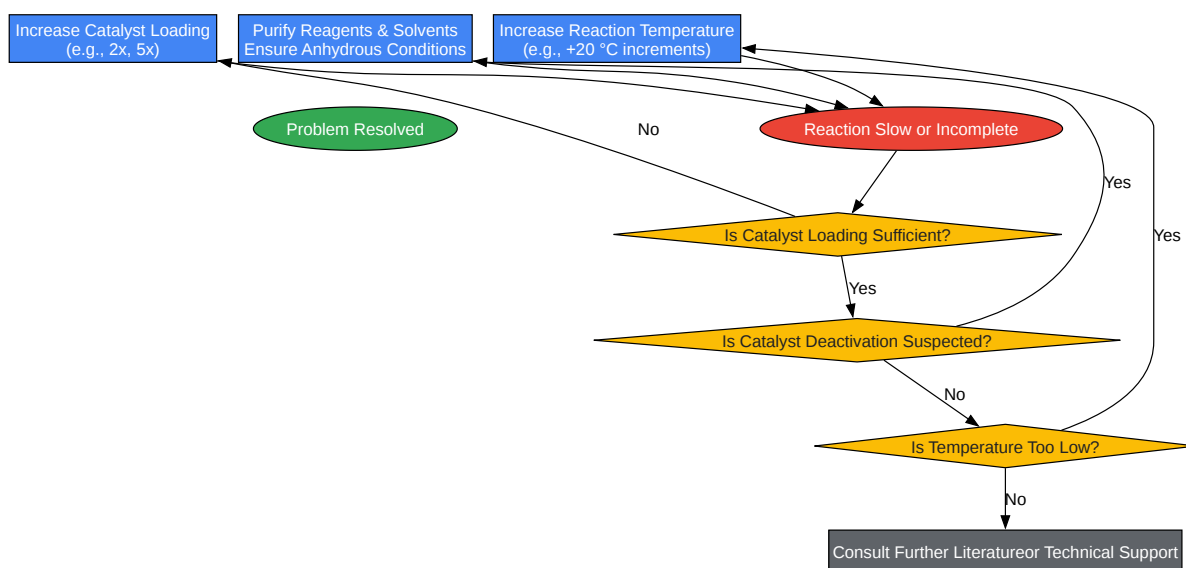 Increase Catalyst Loading
(e.g., 2x, 5x)
Purify Reagents & Solvents
Ensure Anhydrous Conditions
Increase Reaction Temperature
(e.g., +20 °C increments)
Problem Resolved
No
Reaction Slow or Incomplete
Yes
Is Catalyst Loading Sufficient?
Yes
Yes
Is Catalyst Deactivation Suspected?
No
Is Temperature Too Low?
No
Consult Further Literatureor Technical Support